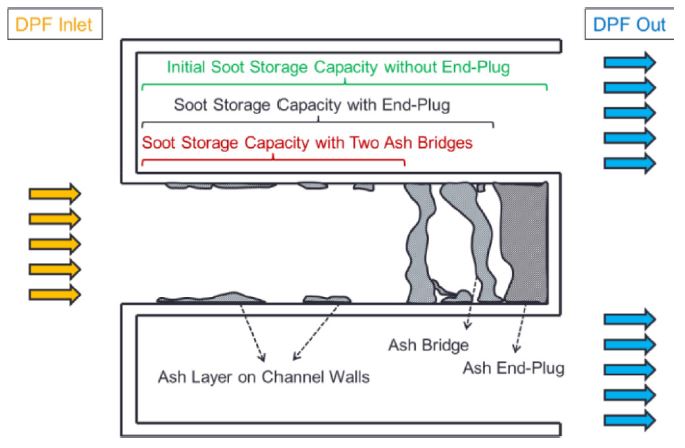 DPF Inlet
DPF Out
Initial Soot Storage Capacity without End-Plug
Soot Storage Capacity with End-Plug
Soot Storage Capacity with Two Ash Bridges
Ash Bridge
Ash End-Plug
Ash Layer on Channel Walls